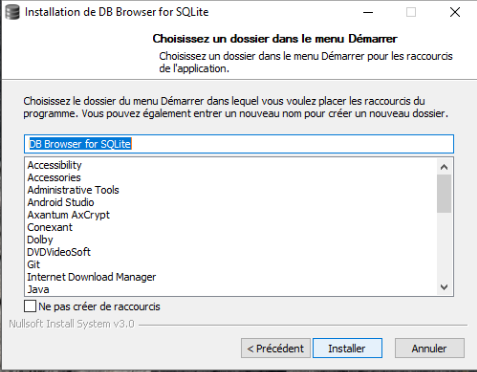 Installation de DB Browser for SQLite
Choisissez un dossier dans le menu Démarrer
Choisissez un dossier dans le menu Démarrer pour les raccourcis
de l'application.
Choisissez le dossier du menu Démarrer dans lequel vous voulez placer les raccourcis du
programme. Vous pouvez également entrer un nouveau nom pour créer un nouveau dossier.
DB Browser for SQLite
Accessibility
Accessories
Administrative Tools
Android Studio
Axantum AxCrypt
Conexant
Dolby
DVDVideoSoft
Git
Internet Download Manager
Java
Ne pas créer de raccourcis
Nullsoft Install System v3.0
< Précédent
Installer
Annuler